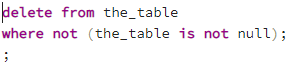 delete from the_table
where not (the_table is not null);
;